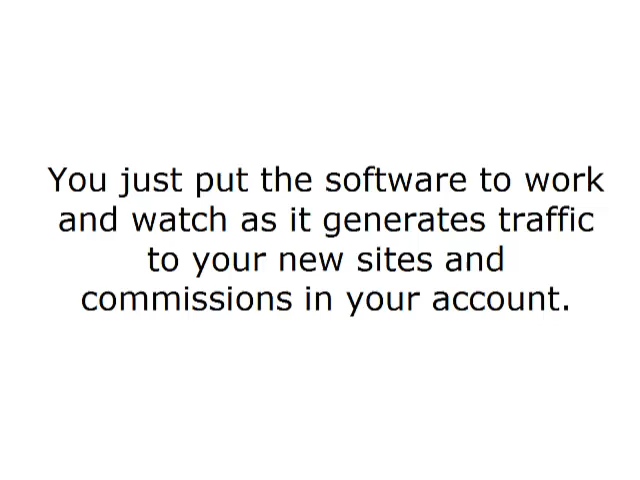 You just put the software to work
and watch as it generates traffic
to your new sites and
commissions in your account.